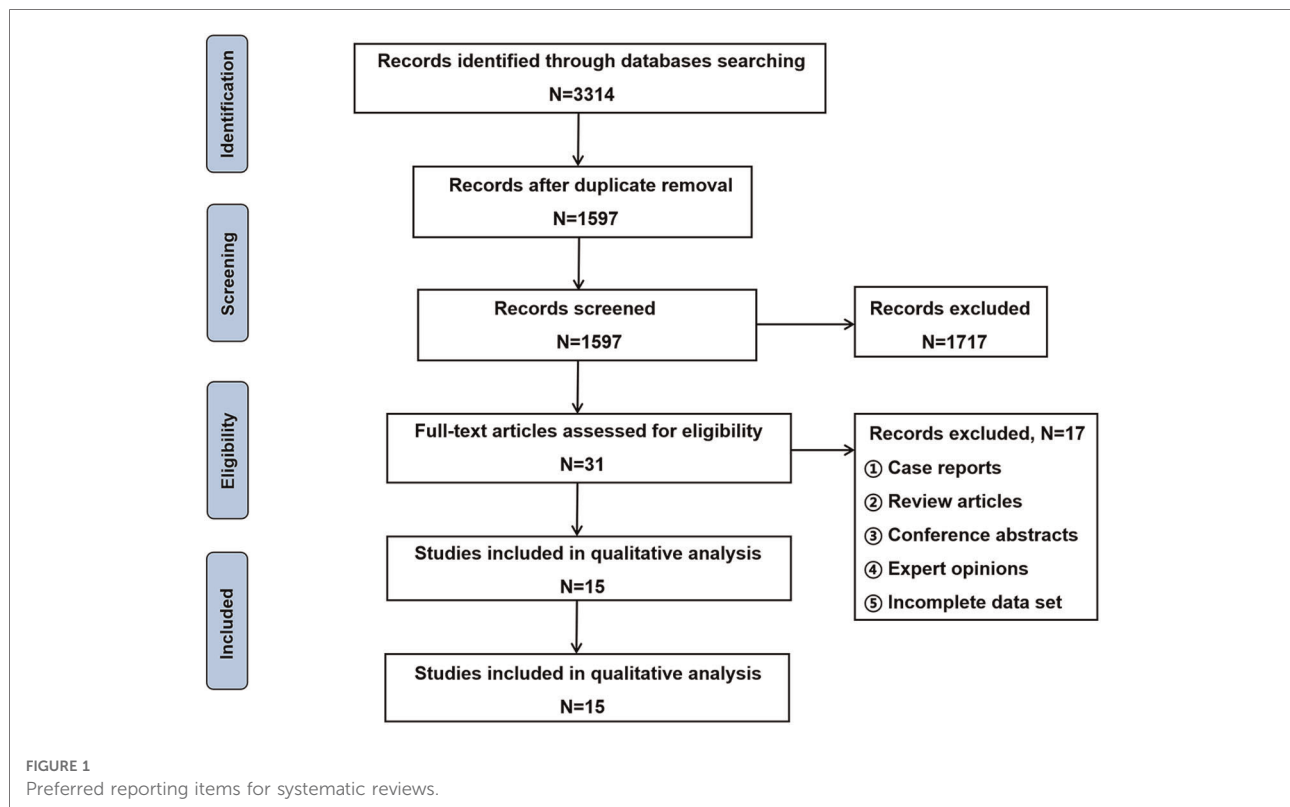 Identification
Records identified through databases searching
N=3314
Records after duplicate removal
N=1597
Screening
Records screened
N=1597
Records excluded
N=1717
Eligibility
Full-text articles assessed for eligibility
N=31
Records excluded, N=17
① Case reports
② Review articles
③ Conference abstracts
④ Expert opinions
⑤ Incomplete data set
Included
Studies included in qualitative analysis
N=15
Studies included in qualitative analysis
N=15
FIGURE 1
Preferred reporting items for systematic reviews.